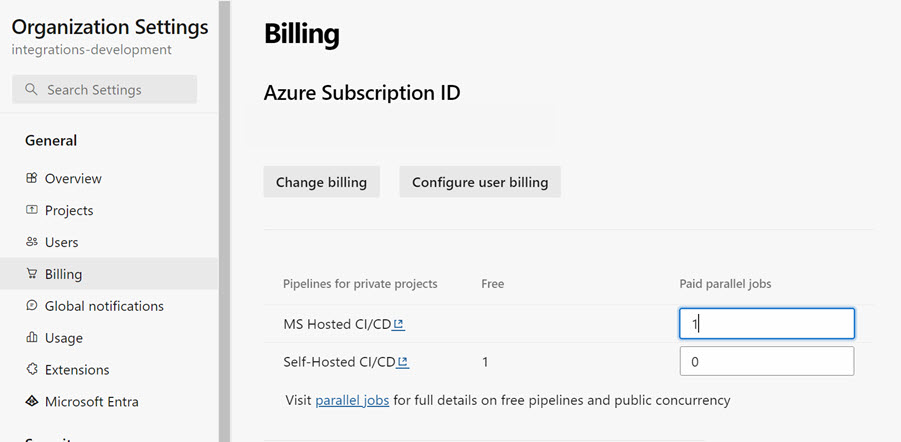 Organization Settings
integrations-development
Search Settings
General
Overview
Projects
Users
Billing
Global notifications
Usage
Extensions
Microsoft Entra
Billing
Azure Subscription ID
Change billing
Configure user billing
Pipelines for private projects Free Paid parallel jobs
MS Hosted CI/CD 1
Self-Hosted CI/CD 1 0
Visit parallel jobs for full details on free pipelines and public concurrency